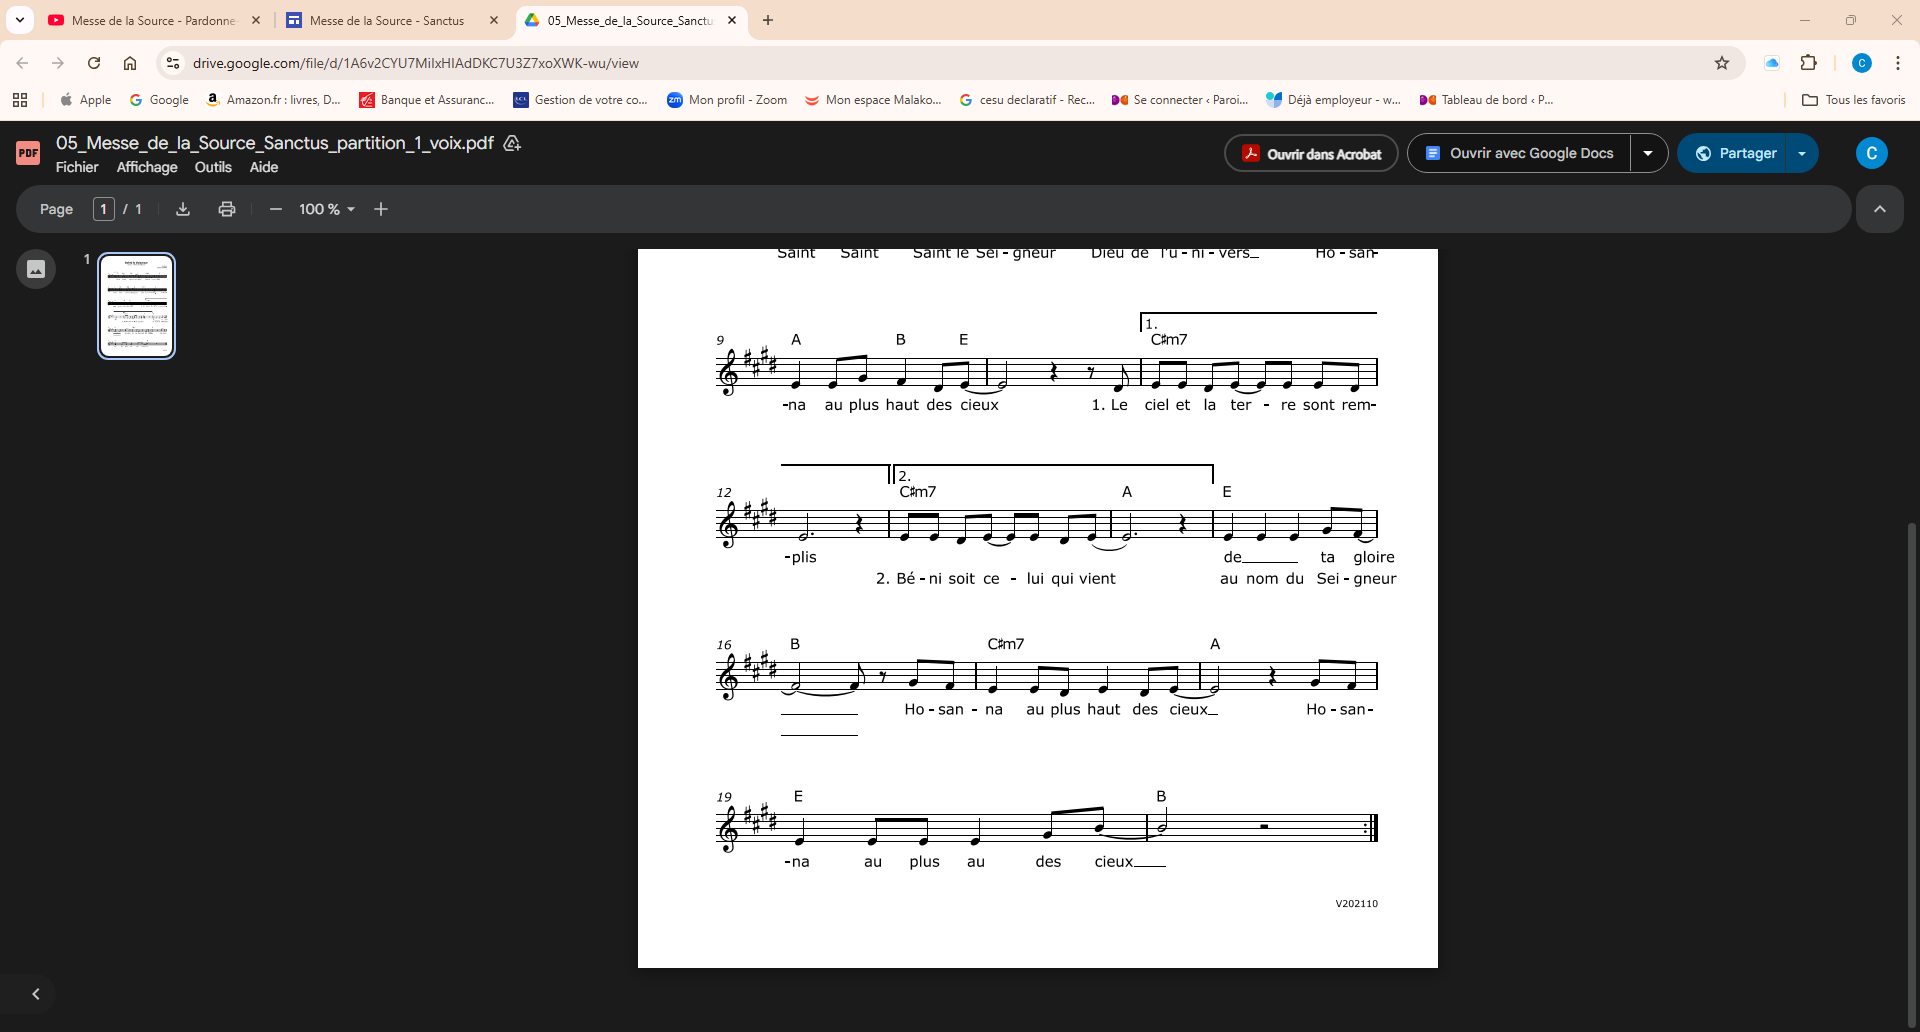 Messe de la Source - Pardonne
Messe de la Source - Sanctus
05_Messe_de_la_Source_Sanctus
drive.google.com/file/d/1A6v2CYU7MiIxHIAdDKC7U3Z7xoXWK-wu/view
C
Apple
Google
Amazon.fr : livres, D...
Banque et Assuranc...
LCL
Gestion de votre co...
zm
Mon profil - Zoom
Mon espace Malako...
cesu declaratif - Rec...
Se connecter ‹ Paroi...
Déjà employeur - w...
Tableau de bord ‹ P...
Tous les favoris
PDF
05_Messe_de_la_Source_Sanctus_partition_1_voix.pdf
Fichier Affichage Outils Aide
Ouvrir dans Acrobat
Ouvrir avec Google Docs
Partager
C
Page 1 / 1
100 %
1
Saint Saint Saint le Sei - gneur Dieu de l'u - ni - vers_ Ho - san-
1.
9 A B E C♯m7
-na au plus haut des cieux 1. Le ciel et la ter - re sont rem-
2.
12 C♯m7 A E
-plis de______ ta gloire
2. Bé - ni soit ce - lui qui vient au nom du Sei - gneur
16 B C♯m7 A
Ho - san - na au plus haut des cieux_ Ho - san-
19 E B
-na au plus au des cieux___
V202110